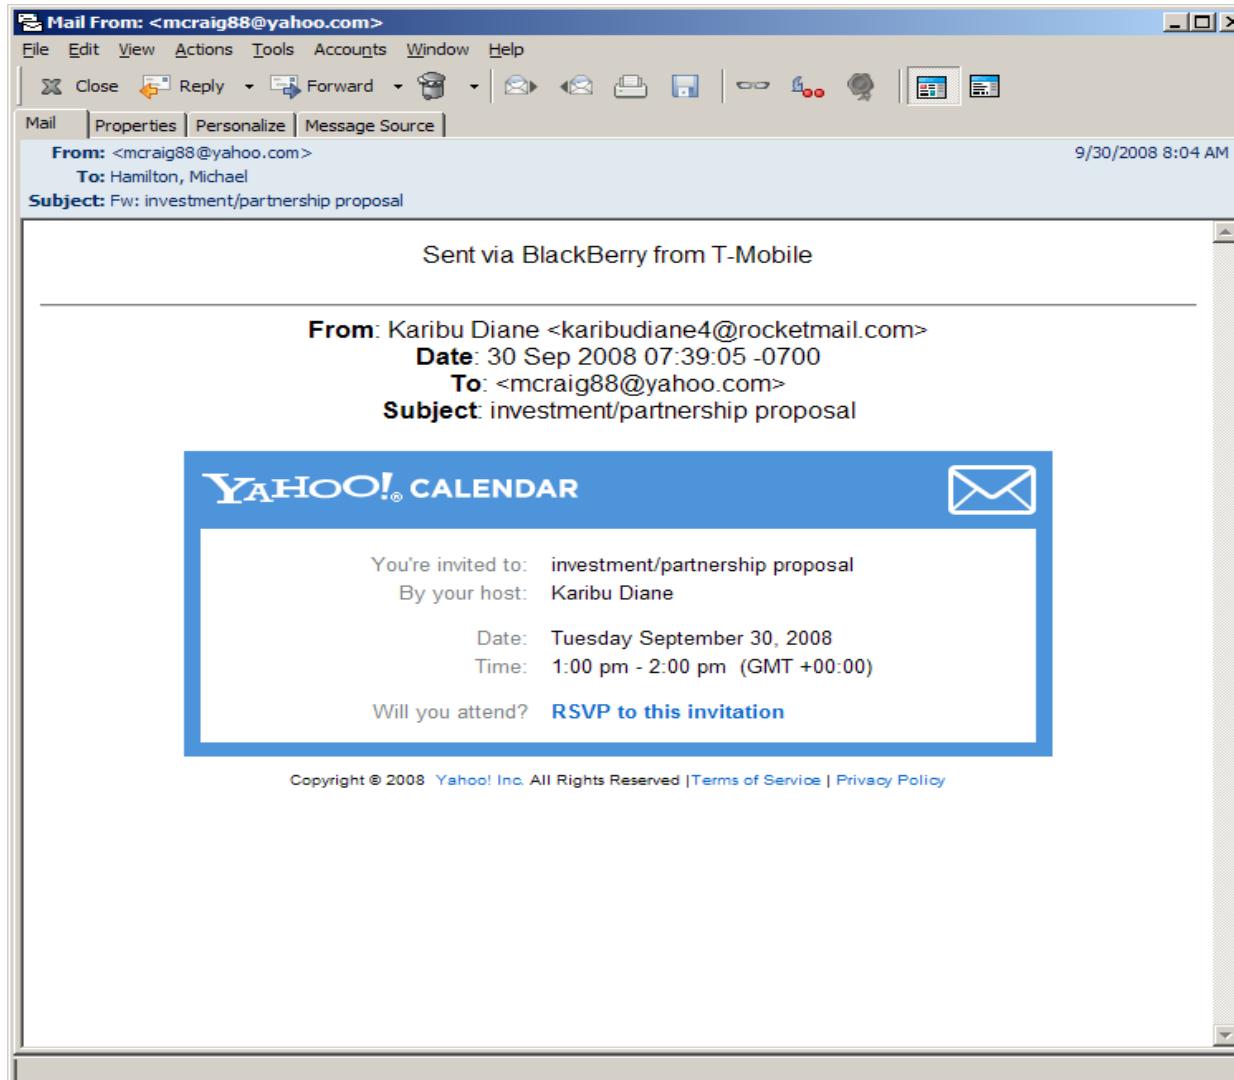 Mail From: <mcraig88@yahoo.com>
File Edit View Actions Tools Accounts Window Help
Close Reply Forward
Mail Properties Personalize Message Source
From: <mcraig88@yahoo.com> 9/30/2008 8:04 AM
To: Hamilton, Michael
Subject: Fw: investment/partnership proposal
Sent via BlackBerry from T-Mobile
From: Karibu Diane <karibudiane4@rocketmail.com>
Date: 30 Sep 2008 07:39:05 -0700
To: <mcraig88@yahoo.com>
Subject: investment/partnership proposal
YAHOO!® CALENDAR
You're invited to: investment/partnership proposal
By your host: Karibu Diane
Date: Tuesday September 30, 2008
Time: 1:00 pm - 2:00 pm (GMT +00:00)
Will you attend? RSVP to this invitation
Copyright © 2008 Yahoo! Inc. All Rights Reserved |Terms of Service | Privacy Policy